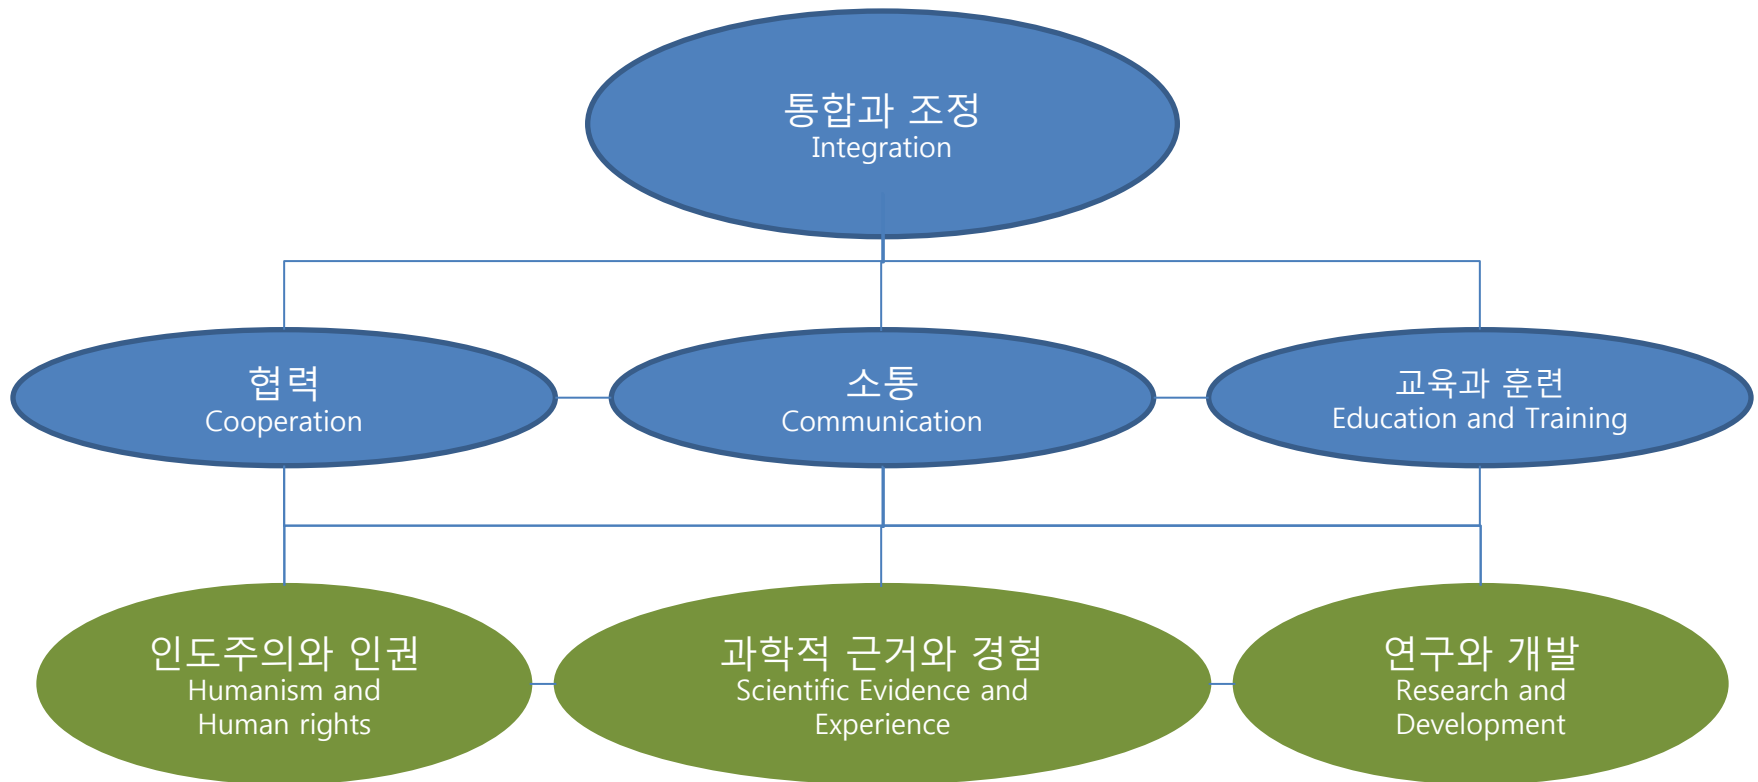 통합과 조정
Integration
협력
Cooperation
소통
Communication
교육과 훈련
Education and Training
인도주의와 인권
Humanism and
Human rights
과학적 근거와 경험
Scientific Evidence and
Experience
연구와 개발
Research and
Development